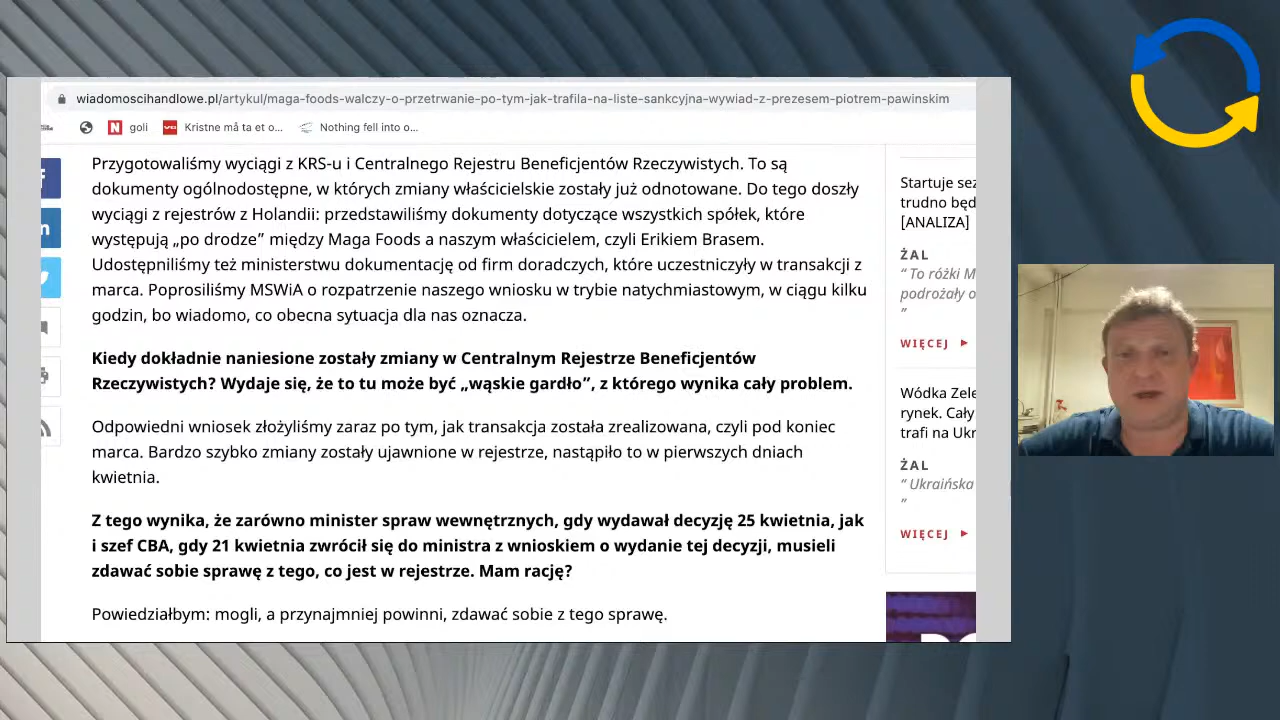 wiadomoscihandlowe.pl/artykul/maga-foods-walczy-o-przetrwanie-po-tym-jak-trafila-na-liste-sankcyjna-wywiad-z-prezesem-piotrem-pawinskim
goli
Kristne må ta et o...
Nothing fell into o...
Przygotowaliśmy wyciągi z KRS-u i Centralnego Rejestru Beneficjentów Rzeczywistych. To są
dokumenty ogólnodostępne, w których zmiany właścicielskie zostały już odnotowane. Do tego doszły
wyciągi z rejestrów z Holandii: przedstawiliśmy dokumenty dotyczące wszystkich spółek, które
występują „po drodze” między Maga Foods a naszym właścicielem, czyli Erikiem Brasem.
Udostępniliśmy też ministerstwu dokumentację od firm doradczych, które uczestniczyły w transakcji z
marca. Poprosiliśmy MSWiA o rozpatrzenie naszego wniosku w trybie natychmiastowym, w ciągu kilku
godzin, bo wiadomo, co obecna sytuacja dla nas oznacza.
Kiedy dokładnie naniesione zostały zmiany w Centralnym Rejestrze Beneficjentów
Rzeczywistych? Wydaje się, że to tu może być „wąskie gardło”, z którego wynika cały problem.
Odpowiedni wniosek złożyliśmy zaraz po tym, jak transakcja została zrealizowana, czyli pod koniec
marca. Bardzo szybko zmiany zostały ujawnione w rejestrze, nastąpiło to w pierwszych dniach
kwietnia.
Z tego wynika, że zarówno minister spraw wewnętrznych, gdy wydawał decyzję 25 kwietnia, jak
i szef CBA, gdy 21 kwietnia zwrócił się do ministra z wnioskiem o wydanie tej decyzji, musieli
zdawać sobie sprawę z tego, co jest w rejestrze. Mam rację?
Powiedziałbym: mogli, a przynajmniej powinni, zdawać sobie z tego sprawę.
Startuje sez
trudno będ
[ANALIZA]
ŻAL
“ To różki M
podrożały o
”
WIĘCEJ
Wódka Zele
rynek. Cały
trafi na Ukr
ŻAL
“ Ukraińska
”
WIĘCEJ